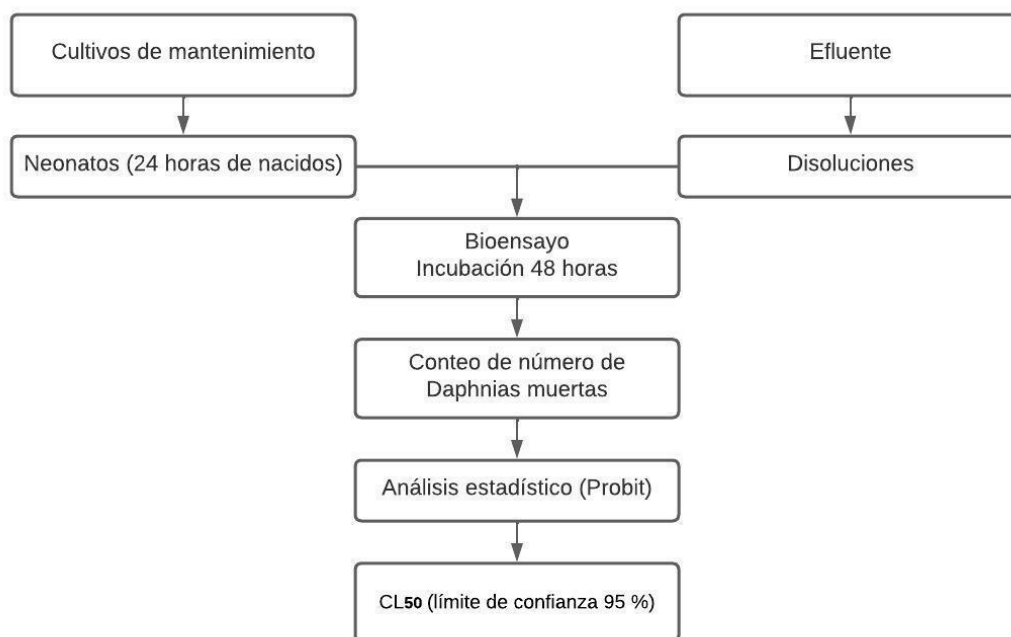 Cultivos de mantenimiento
Efluente
Neonatos (24 horas de nacidos)
Disoluciones
Bioensayo
Incubación 48 horas
Conteo de número de
Daphnias muertas
Análisis estadístico (Probit)
CL50 (límite de confianza 95 %)